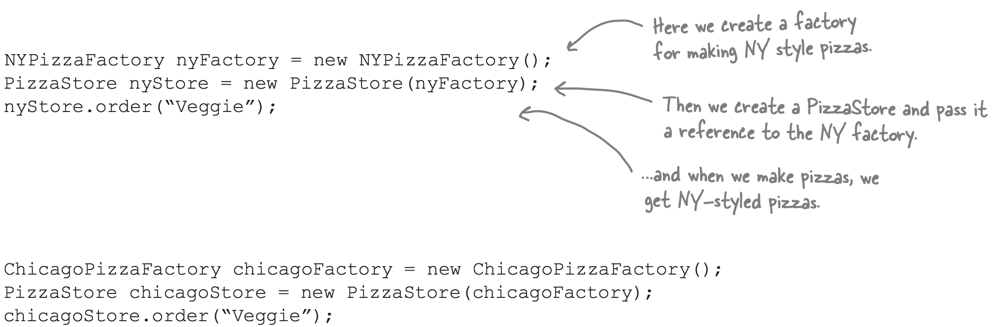 Here we create a factory
for making NY style pizzas.
NYPizzaFactory nyFactory = new NYPizzaFactory();
PizzaStore nyStore = new PizzaStore(nyFactory);
nyStore.order(“Veggie”);
Then we create a PizzaStore and pass it
a reference to the NY factory.
...and when we make pizzas, we
get NY-styled pizzas.
ChicagoPizzaFactory chicagoFactory = new ChicagoPizzaFactory();
PizzaStore chicagoStore = new PizzaStore(chicagoFactory);
chicagoStore.order(“Veggie”);